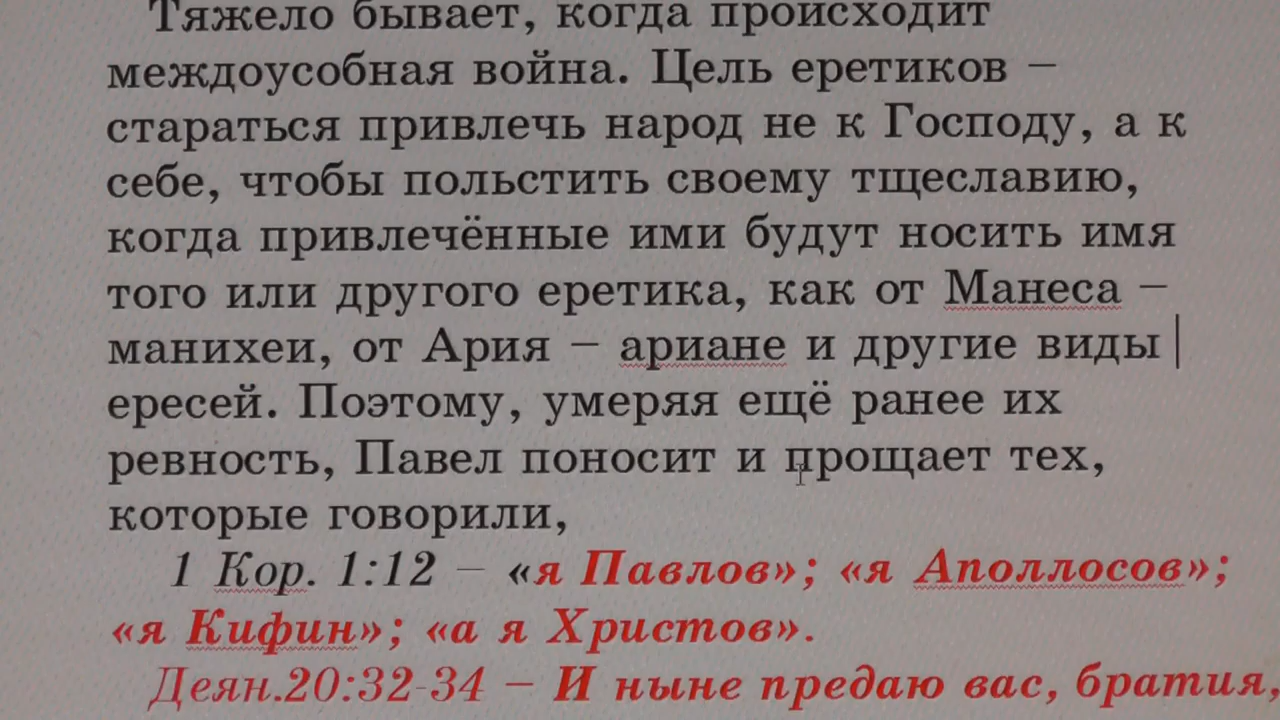 Тяжело бывает, когда происходит
междоусобная война. Цель еретиков –
стараться привлечь народ не к Господу, а к
себе, чтобы польстить своему тщеславию,
когда привлечённые ими будут носить имя
того или другого еретика, как от Манеса –
манихеи, от Ария – ариане и другие виды
ересей. Поэтому, умеряя ещё ранее их
ревность, Павел поносит и прощает тех,
которые говорили,
1 Кор. 1:12 – «я Павлов»; «я Аполлосов»;
«я Кифин»; «а я Христов».
Деян.20:32-34 – И ныне предаю вас, братия,